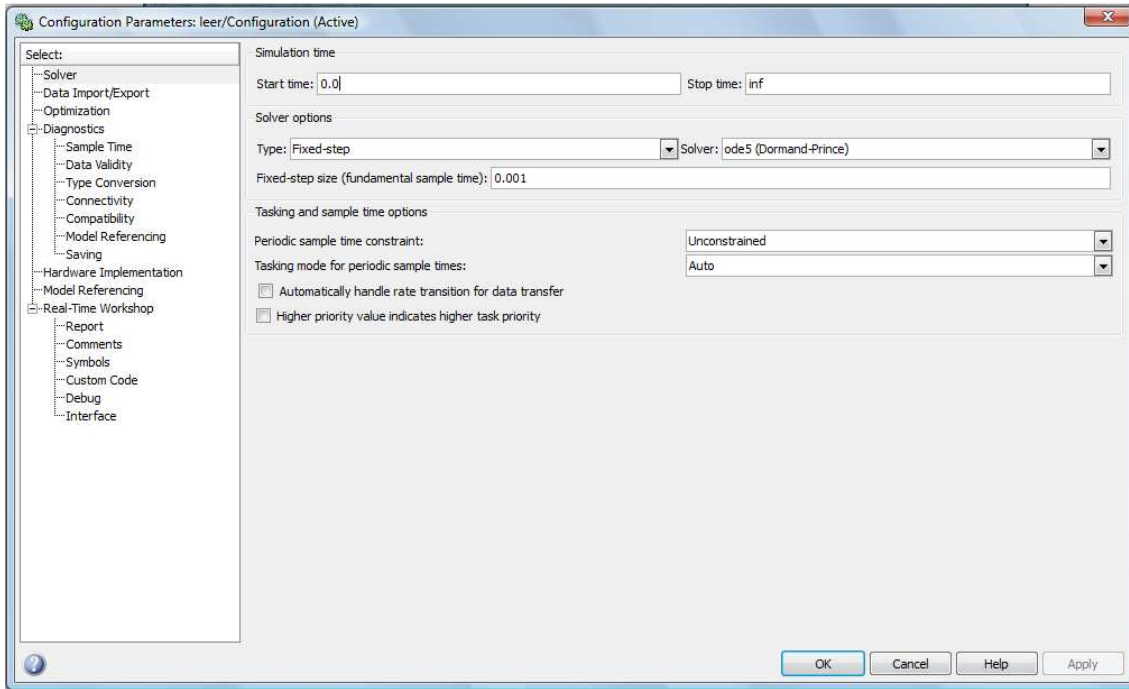 Configuration Parameters: leer/Configuration (Active)
Select:
Solver
Data Import/Export
Optimization
Diagnostics
Sample Time
Data Validity
Type Conversion
Connectivity
Compatibility
Model Referencing
Saving
Hardware Implementation
Model Referencing
Real-Time Workshop
Report
Comments
Symbols
Custom Code
Debug
Interface
Simulation time
Start time: 0.0 Stop time: inf
Solver options
Type: Fixed-step Solver: ode5 (Dormand-Prince)
Fixed-step size (fundamental sample time): 0.001
Tasking and sample time options
Periodic sample time constraint: Unconstrained
Tasking mode for periodic sample times: Auto
Automatically handle rate transition for data transfer
Higher priority value indicates higher task priority
OK Cancel Help Apply